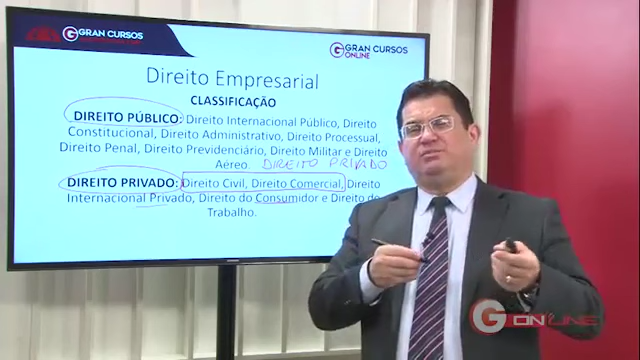 GRAN CURSOS
GRAN CURSOS
ONLINE
Direito Empresarial
CLASSIFICAÇÃO
DIREITO PÚBLICO: Direito Internacional Público, Direito
Constitucional, Direito Administrativo, Direito Processual,
Direito Penal, Direito Previdenciário, Direito Militar e Direito
Aéreo. DIREITO PRIVADO
DIREITO PRIVADO: Direito Civil, Direito Comercial, Direito
Internacional Privado, Direito do Consumidor e Direito do
Trabalho.
G ON LINE